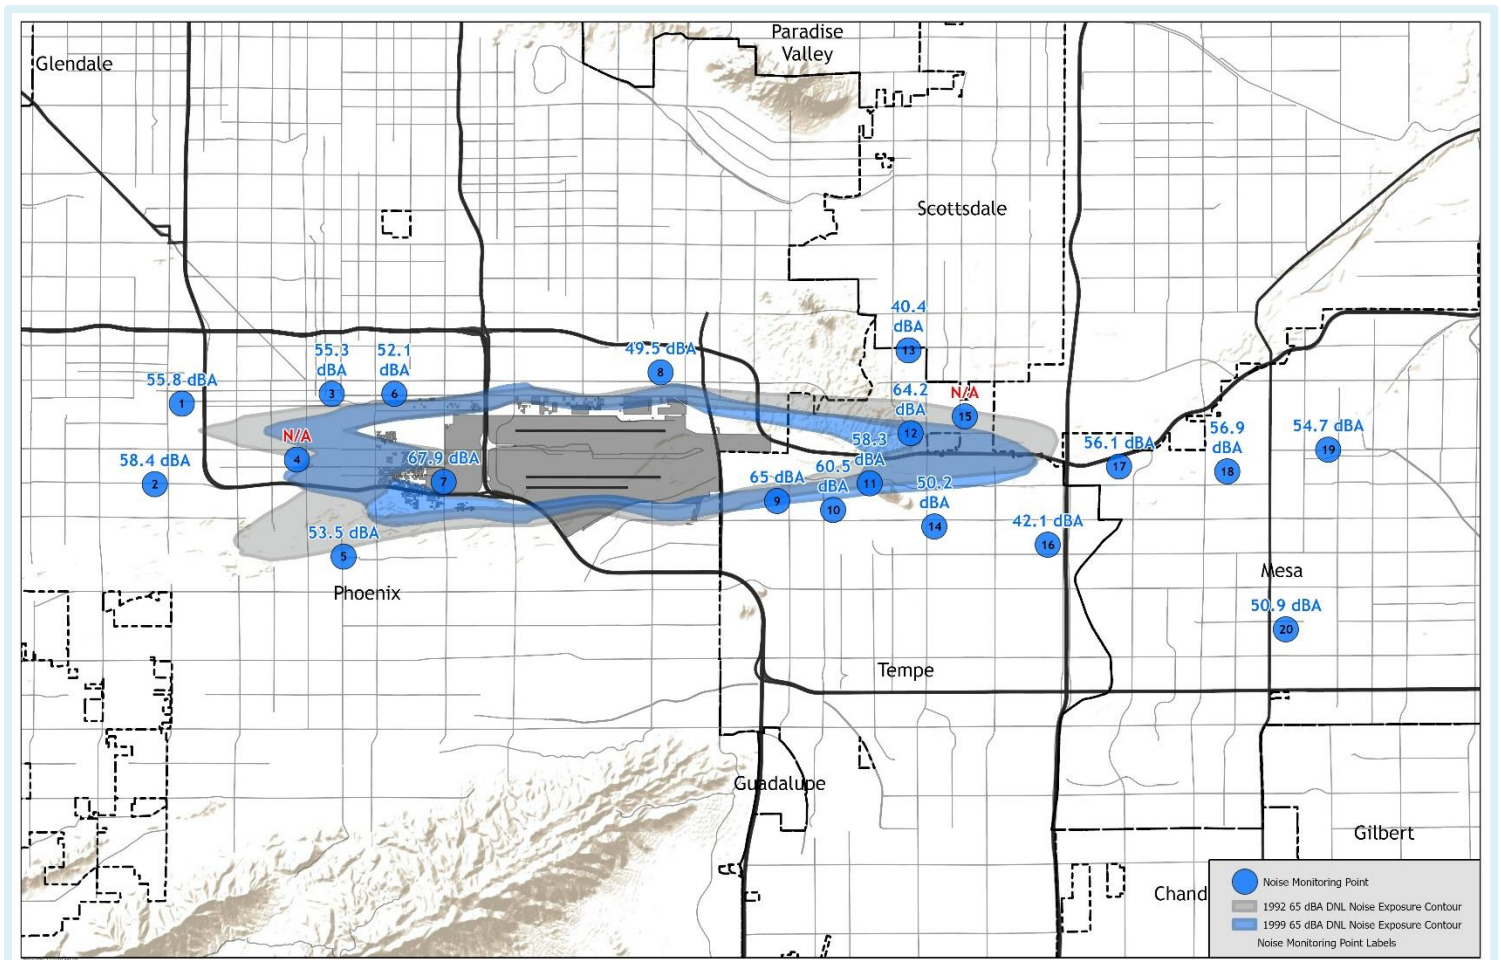 Paradise
Valley
Glendale
Scottsdale
40.4
dBA
13
55.3
dBA
3
52.1
dBA
6
49.5 dBA
8
55.8 dBA
1
64.2
dBA
12
N/A
15
N/A
4
58.3
dBA
11
56.1 dBA
17
56.9
dBA
18
54.7 dBA
19
58.4 dBA
2
67.9 dBA
7
65 dBA
9
60.5
dBA
10
50.2
dBA
14
42.1 dBA
16
53.5 dBA
5
Phoenix
Mesa
50.9 dBA
20
Tempe
Guadalupe
Gilbert
Chand
Noise Monitoring Point
1992 65 dBA DNL Noise Exposure Contour
1999 65 dBA DNL Noise Exposure Contour
Noise Monitoring Point Labels